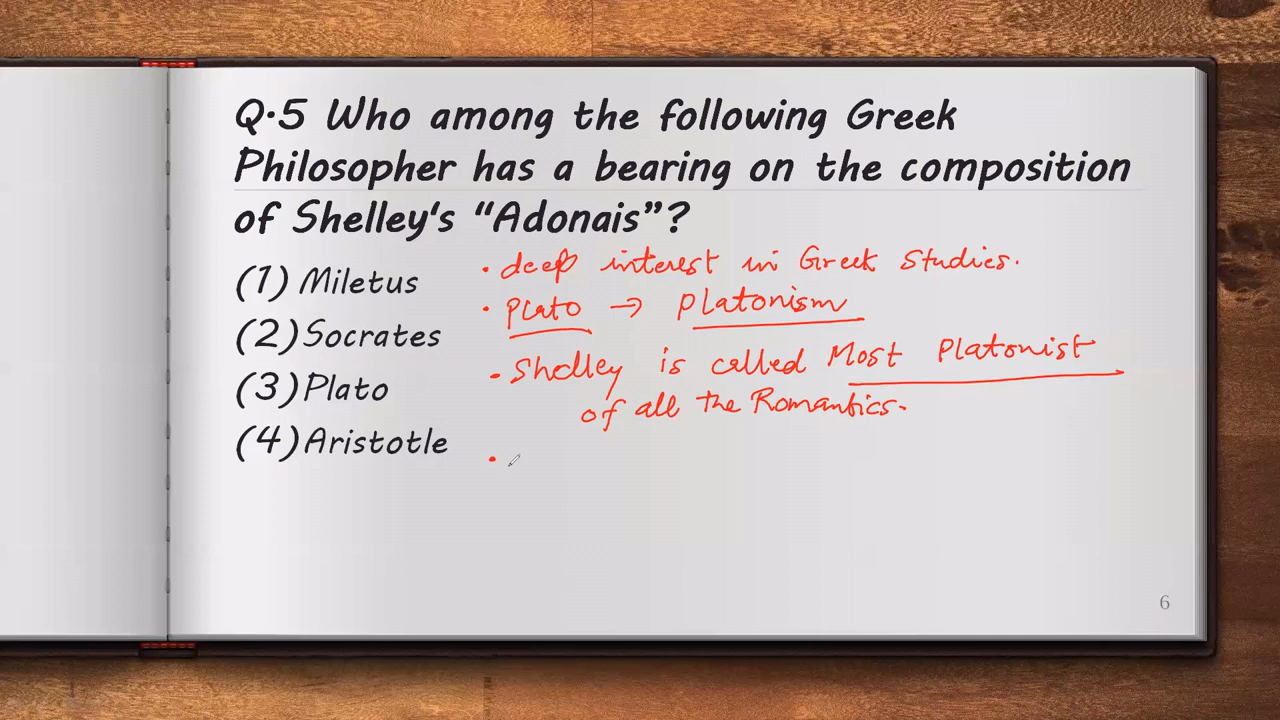 Q.5 Who among the following Greek
Philosopher has a bearing on the composition
of Shelley's "Adonais"?
(1) Miletus
(2) Socrates
(3) Plato
(4) Aristotle
• deep interest in Greek Studies.
• Plato → Platonism
• Shelley is called Most Platonist
of all the Romantics.
•
6